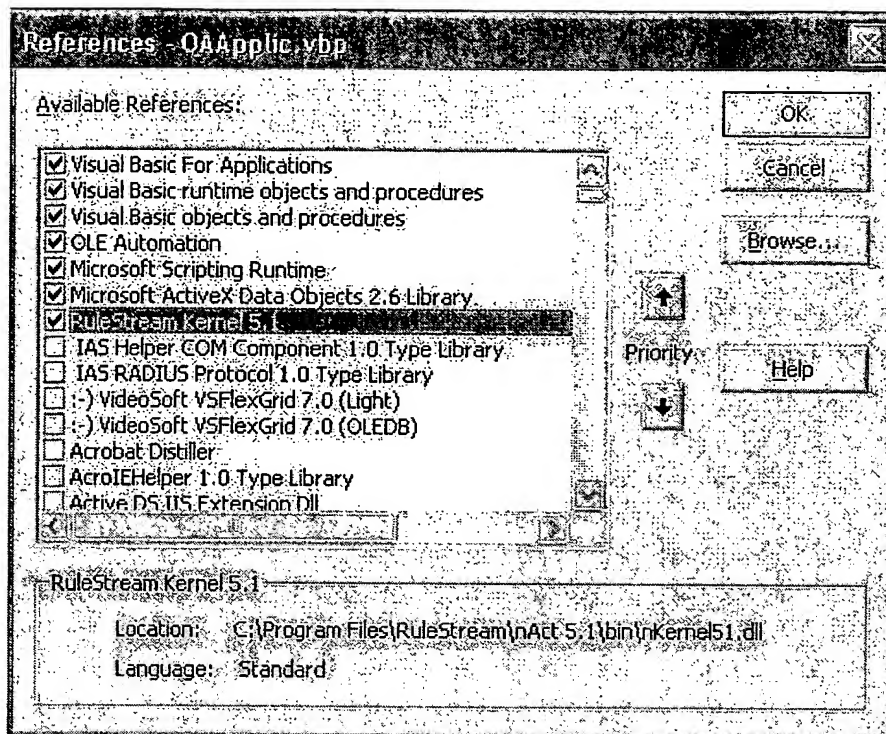 References - OAApplic.vbp
Available References:
OK
Cancel
Browse...
Help
Visual Basic For Applications
Visual Basic runtime objects and procedures
Visual Basic objects and procedures
OLE Automation
Microsoft Scripting Runtime
Microsoft ActiveX Data Objects 2.6 Library
RuleStream Kernel 5.1
IAS Helper COM Component 1.0 Type Library
IAS RADIUS Protocol 1.0 Type Library
:-) VideoSoft VSFlexGrid 7.0 (Light)
:-) VideoSoft VSFlexGrid 7.0 (OLEDB)
Acrobat Distiller
AcroIEHelper 1.0 Type Library
Active DS IIS Extension Dll
Priority
RuleStream Kernel 5.1
Location: C:\Program Files\RuleStream\nAct 5.1\bin\nKernel51.dll
Language: Standard